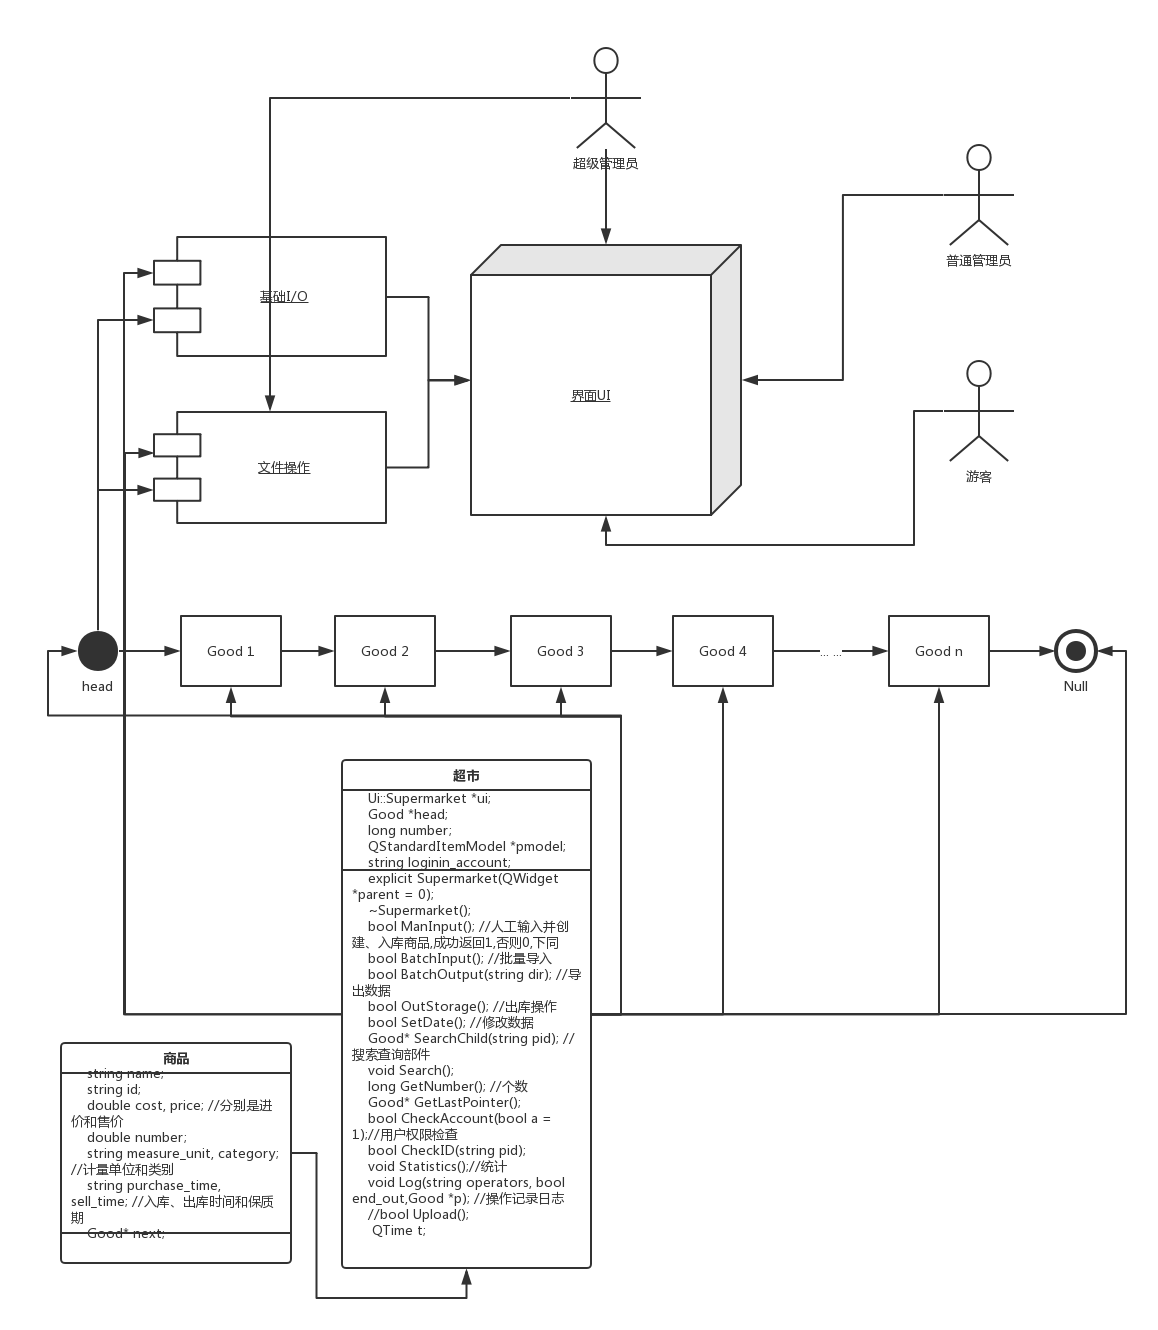 超级管理员
普通管理员
基础I/O
界面UI
文件操作
游客
head
Good 1
Good 2
Good 3
Good 4
... ...
Good n
Null
超市
Ui::Supermarket *ui;
Good *head;
long number;
QStandardItemModel *pmodel;
string loginin_account;
explicit Supermarket(QWidget
*parent = 0);
~Supermarket();
bool ManInput(); //人工输入并创
建、入库商品,成功返回1,否则0,下同
bool BatchInput(); //批量导入
bool BatchOutput(string dir); //导
出数据
bool OutStorage(); //出库操作
bool SetDate(); //修改数据
Good* SearchChild(string pid); //
搜索查询部件
void Search();
long GetNumber(); //个数
Good* GetLastPointer();
bool CheckAccount(bool a =
1);//用户权限检查
bool CheckID(string pid);
void Statistics();//统计
void Log(string operators, bool
end_out,Good *p); //操作记录日志
//bool Upload();
QTime t;
商品
string name;
string id;
double cost, price; //分别是进
价和售价
double number;
string measure_unit, category;
//计量单位和类别
string purchase_time,
sell_time; //入库、出库时间和保质
期
Good* next;